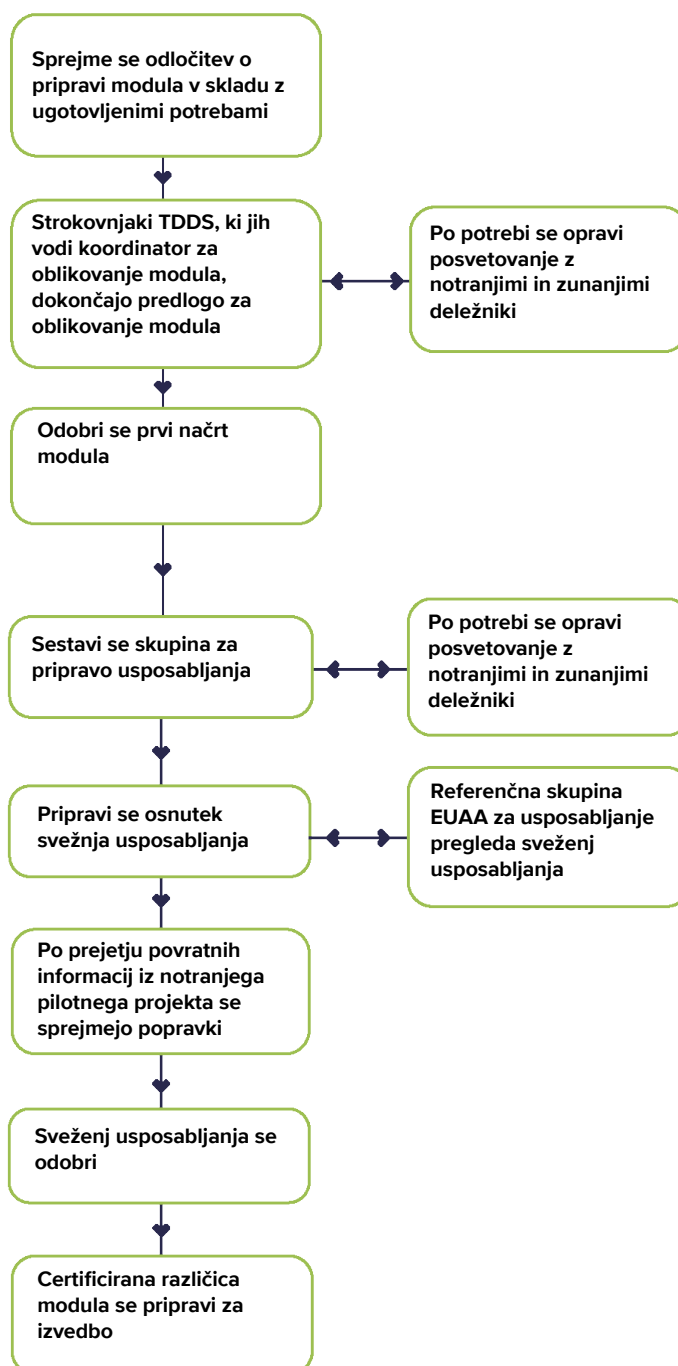 Sprejme se odločitev o
pripravi modula v skladu z
ugotovljenimi potrebami
Strokovnjaki TDDS, ki jih
vodi koordinator za
oblikovanje modula,
dokončajo predlogo za
oblikovanje modula
Po potrebi se opravi
posvetovanje z
notranjimi in zunanjimi
deležniki
Odobri se prvi načrt
modula
Sestavi se skupina za
pripravo usposabljanja
Po potrebi se opravi
posvetovanje z
notranjimi in zunanjimi
deležniki
Pripravi se osnutek
svežnja usposabljanja
Referenčna skupina
EUAA za usposabljanje
pregleda sveženj
usposabljanja
Po prejetju povratnih
informacij iz notranjega
pilotnega projekta se
sprejmejo popravki
Sveženj usposabljanja se
odobri
Certificirana različica
modula se pripravi za
izvedbo